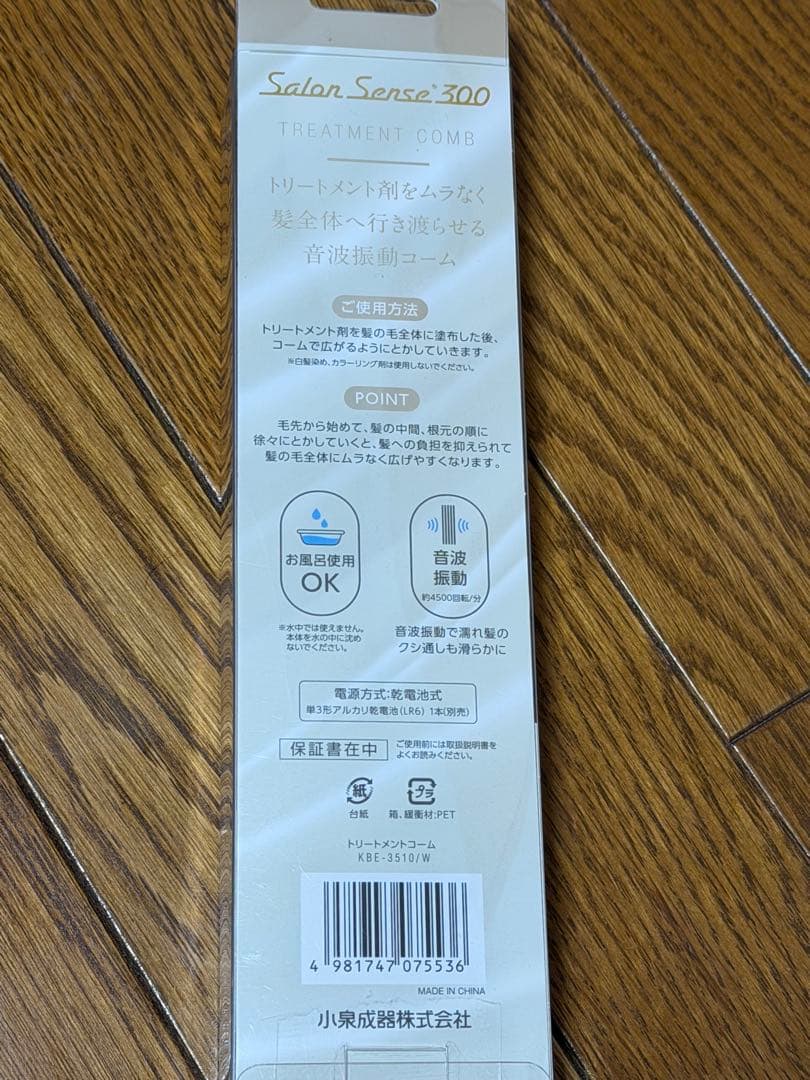 Salon Sense® 300
TREATMENT COMB
トリートメント剤をムラなく
髪全体へ行き渡らせる
音波振動コーム
ご使用方法
トリートメント剤を髪の毛全体に塗布した後、
コームで広がるようにとかしていきます。
※白髪染め、カラーリング剤は使用しないでください。
POINT
毛先から始めて、髪の中間、根元の順に
徐々にとかしていくと、髪への負担を抑えられて
髪の毛全体にムラなく広げやすくなります。
お風呂使用
OK
※水中では使えません。
本体を水の中に沈め
ないでください。
音波
振動
約4500回転/分
音波振動で濡れ髪の
クシ通しも滑らかに
電源方式:乾電池式
単3形アルカリ乾電池(LR6) 1本(別売)
保証書在中
ご使用前には取扱説明書を
よくお読みください。
紙
台紙
プラ
箱、緩衝材:PET
トリートメントコーム
KBE-3510/W
4 981747 075536
MADE IN CHINA
小泉成器株式会社